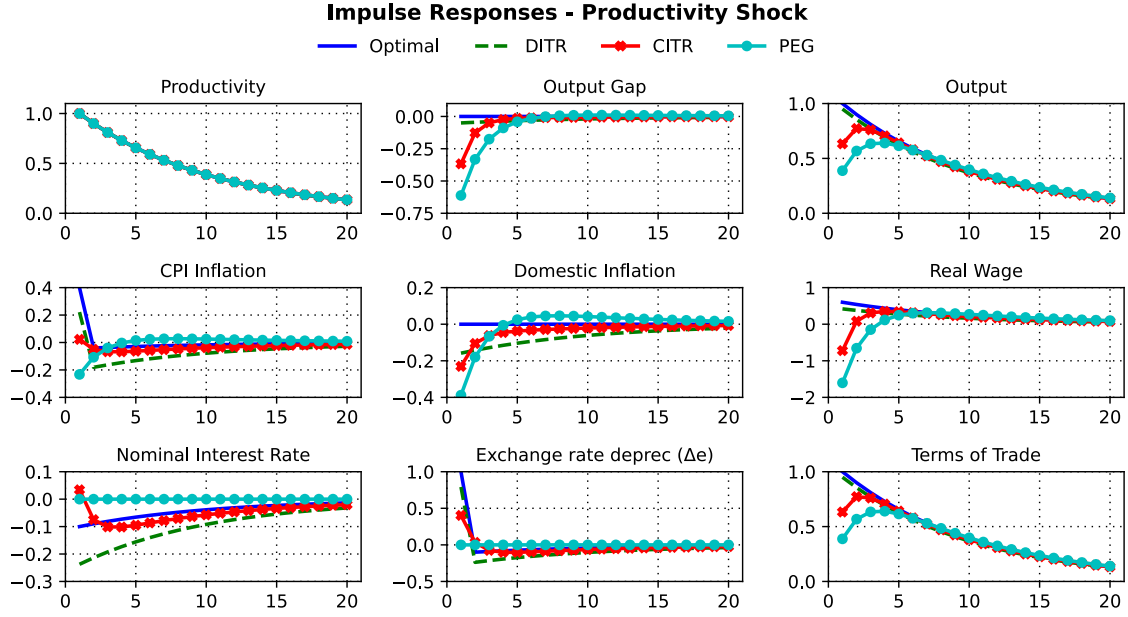 Impulse Responses - Productivity Shock
Optimal DITR CITR PEG
Productivity
1.0
0.5
0.0
0 5 10 15 20
Output Gap
0.00
−0.25
−0.50
−0.75
0 5 10 15 20
Output
1.0
0.5
0.0
0 5 10 15 20
CPI Inflation
0.4
0.2
0.0
−0.2
−0.4
0 5 10 15 20
Domestic Inflation
0.2
0.0
−0.2
−0.4
0 5 10 15 20
Real Wage
1
0
−1
−2
0 5 10 15 20
Nominal Interest Rate
0.1
0.0
−0.1
−0.2
−0.3
0 5 10 15 20
Exchange rate deprec (Δe)
1.0
0.5
0.0
−0.5
0 5 10 15 20
Terms of Trade
1.0
0.5
0.0
0 5 10 15 20